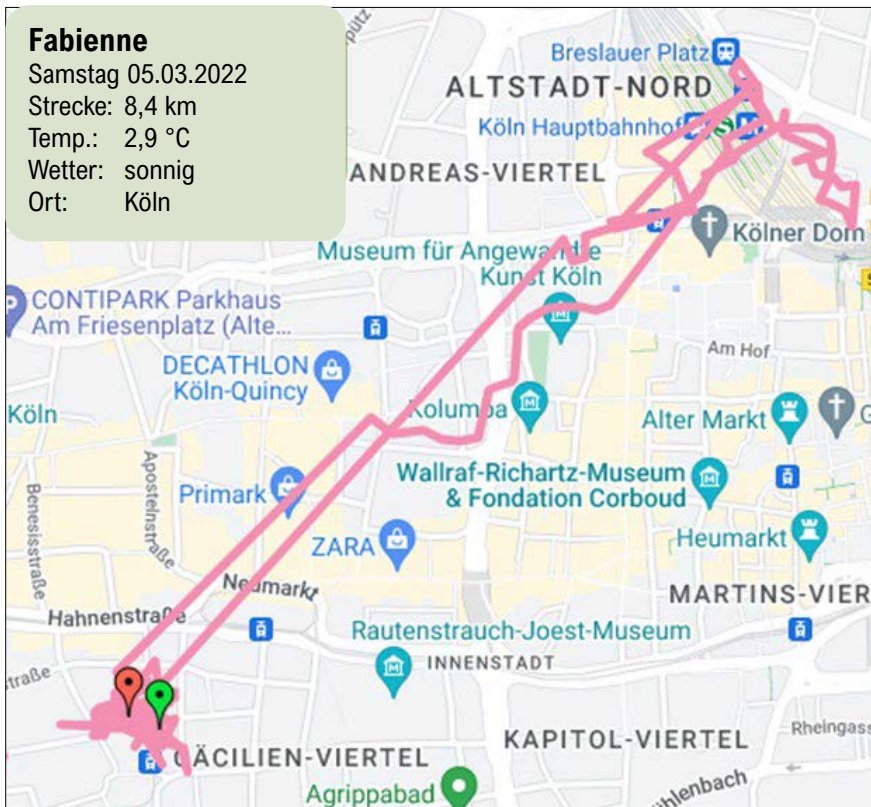 Fabienne
Samstag 05.03.2022
Strecke: 8,4 km
Temp.: 2,9 °C
Wetter: sonnig
Ort: Köln
Breslauer Platz
ALTSTADT-NORD
Köln Hauptbahnhof
ANDREAS-VIERTEL
Kölner Dom
Museum für Angewandte
Kunst Köln
CONTIPARK Parkhaus
Am Friesenplatz (Alte...
Am Hof
DECATHLON
Köln-Quincy
Kolumba
Köln
Alter Markt
G
Apostelnstraße
Benesisstraße
Wallraf-Richartz-Museum
& Fondation Corboud
Primark
ZARA
Heumarkt
Neumarkt
MARTINS-VIER
Hahnenstraße
Rautenstrauch-Joest-Museum
INNENSTADT
straße
KAPITOL-VIERTEL
Rheingass
CÄCILIEN-VIERTEL
Agrippabad
ühlenbach